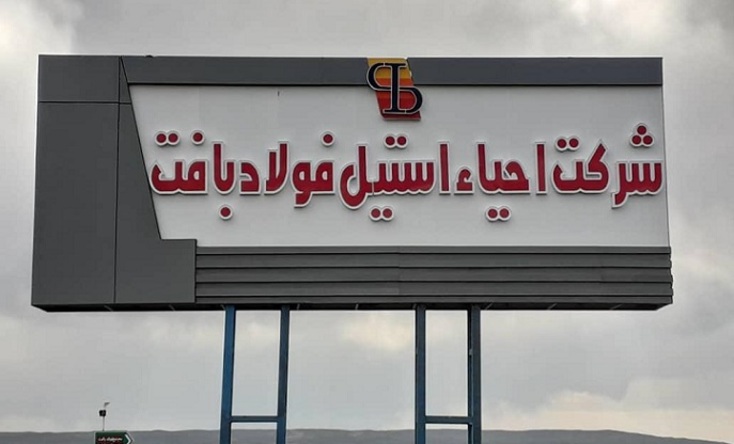 شرکت احیاء استیل فولاد بافت